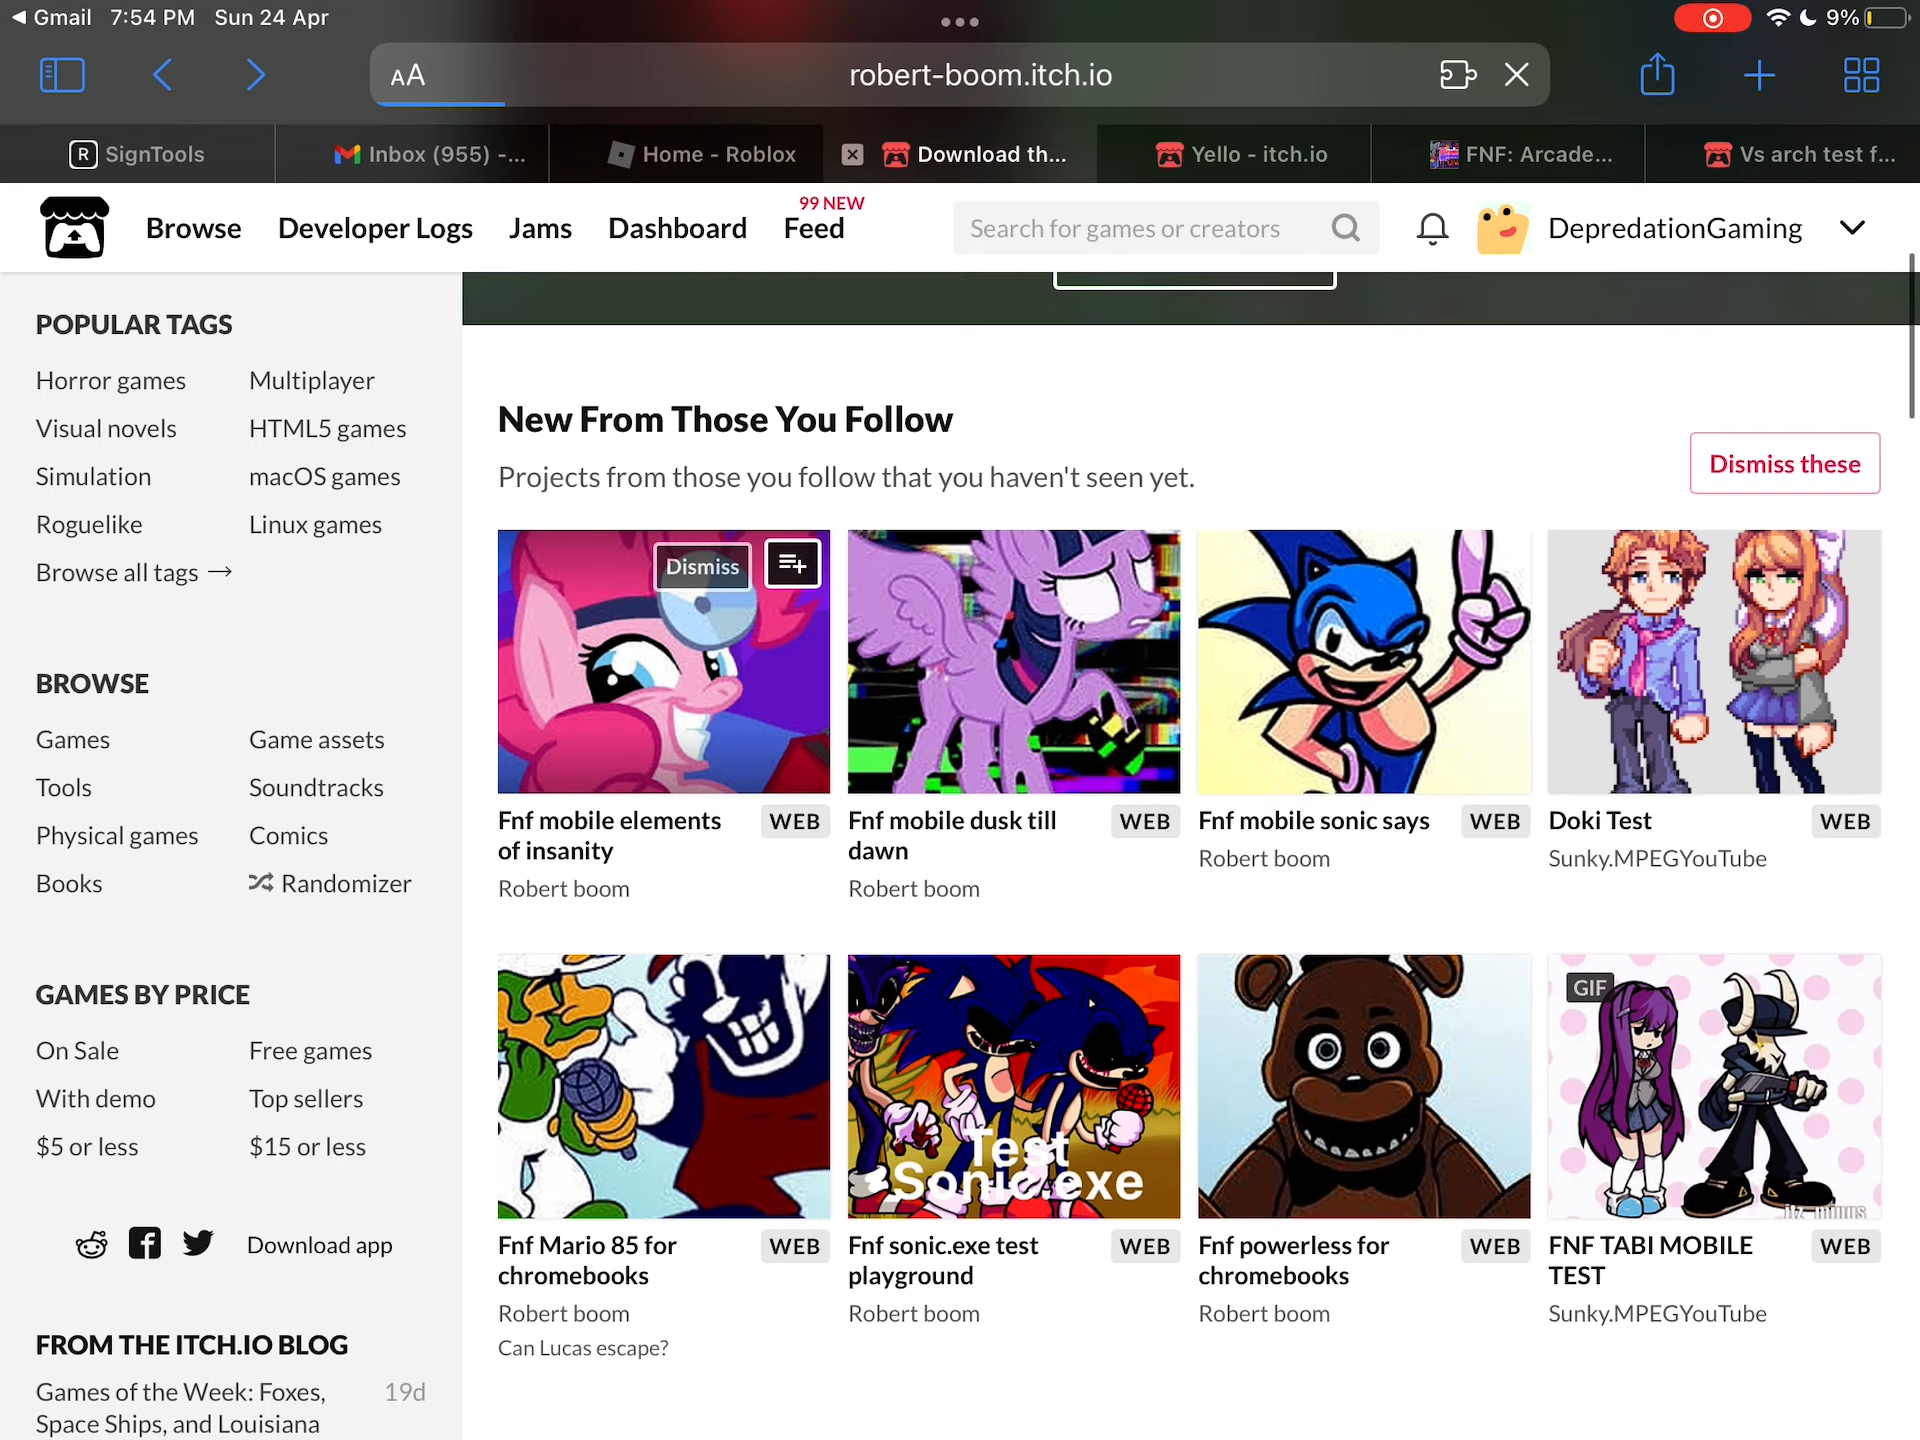 Gmail 7:54 PM Sun 24 Apr
9%
AA
robert-boom.itch.io
R SignTools
Inbox (955) -...
Home - Roblox
Download th...
Yello - itch.io
FNF: Arcade...
Vs arch test f...
Browse
Developer Logs
Jams
Dashboard
99 NEW
Feed
Search for games or creators
DepredationGaming
POPULAR TAGS
Horror games
Multiplayer
Visual novels
HTML5 games
Simulation
macOS games
Roguelike
Linux games
Browse all tags →
BROWSE
Games
Game assets
Tools
Soundtracks
Physical games
Comics
Books
Randomizer
GAMES BY PRICE
On Sale
Free games
With demo
Top sellers
$5 or less
$15 or less
Download app
FROM THE ITCH.IO BLOG
Games of the Week: Foxes,
19d
Space Ships, and Louisiana
New From Those You Follow
Projects from those you follow that you haven't seen yet.
Dismiss these
Dismiss
Fnf mobile elements
of insanity
WEB
Robert boom
Fnf mobile dusk till
dawn
WEB
Robert boom
Fnf mobile sonic says
WEB
Robert boom
Doki Test
WEB
Sunky.MPEGYouTube
Test
Sonic.exe
GIF
Fnf Mario 85 for
chromebooks
WEB
Robert boom
Can Lucas escape?
Fnf sonic.exe test
playground
WEB
Robert boom
Fnf powerless for
chromebooks
WEB
Robert boom
FNF TABI MOBILE
TEST
WEB
Sunky.MPEGYouTube